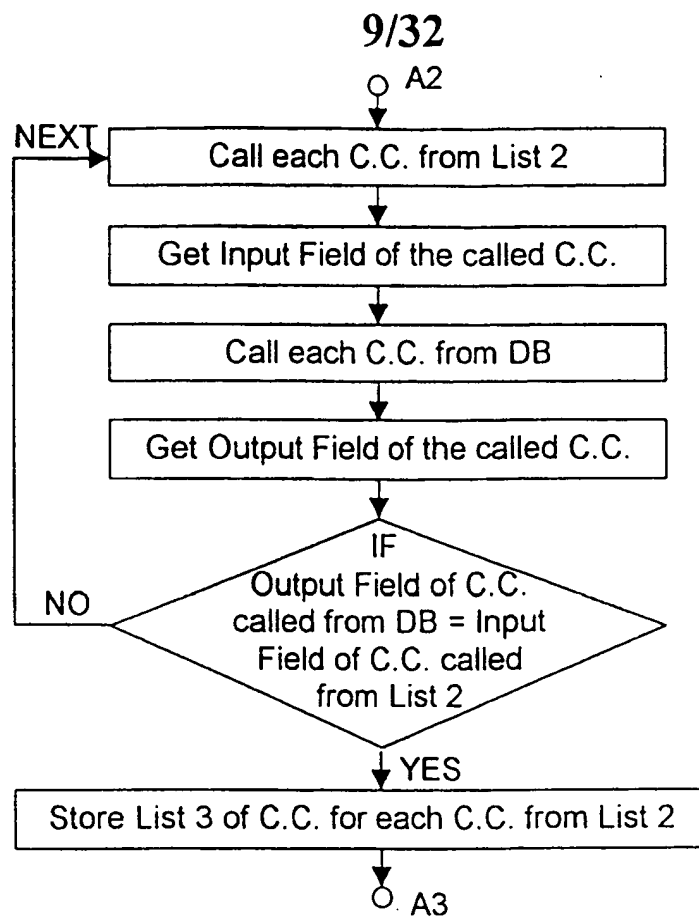 9/32
A2
NEXT
Call each C.C. from List 2
Get Input Field of the called C.C.
Call each C.C. from DB
Get Output Field of the called C.C.
IF
Output Field of C.C.
called from DB = Input
Field of C.C. called
from List 2
NO
YES
Store List 3 of C.C. for each C.C. from List 2
A3